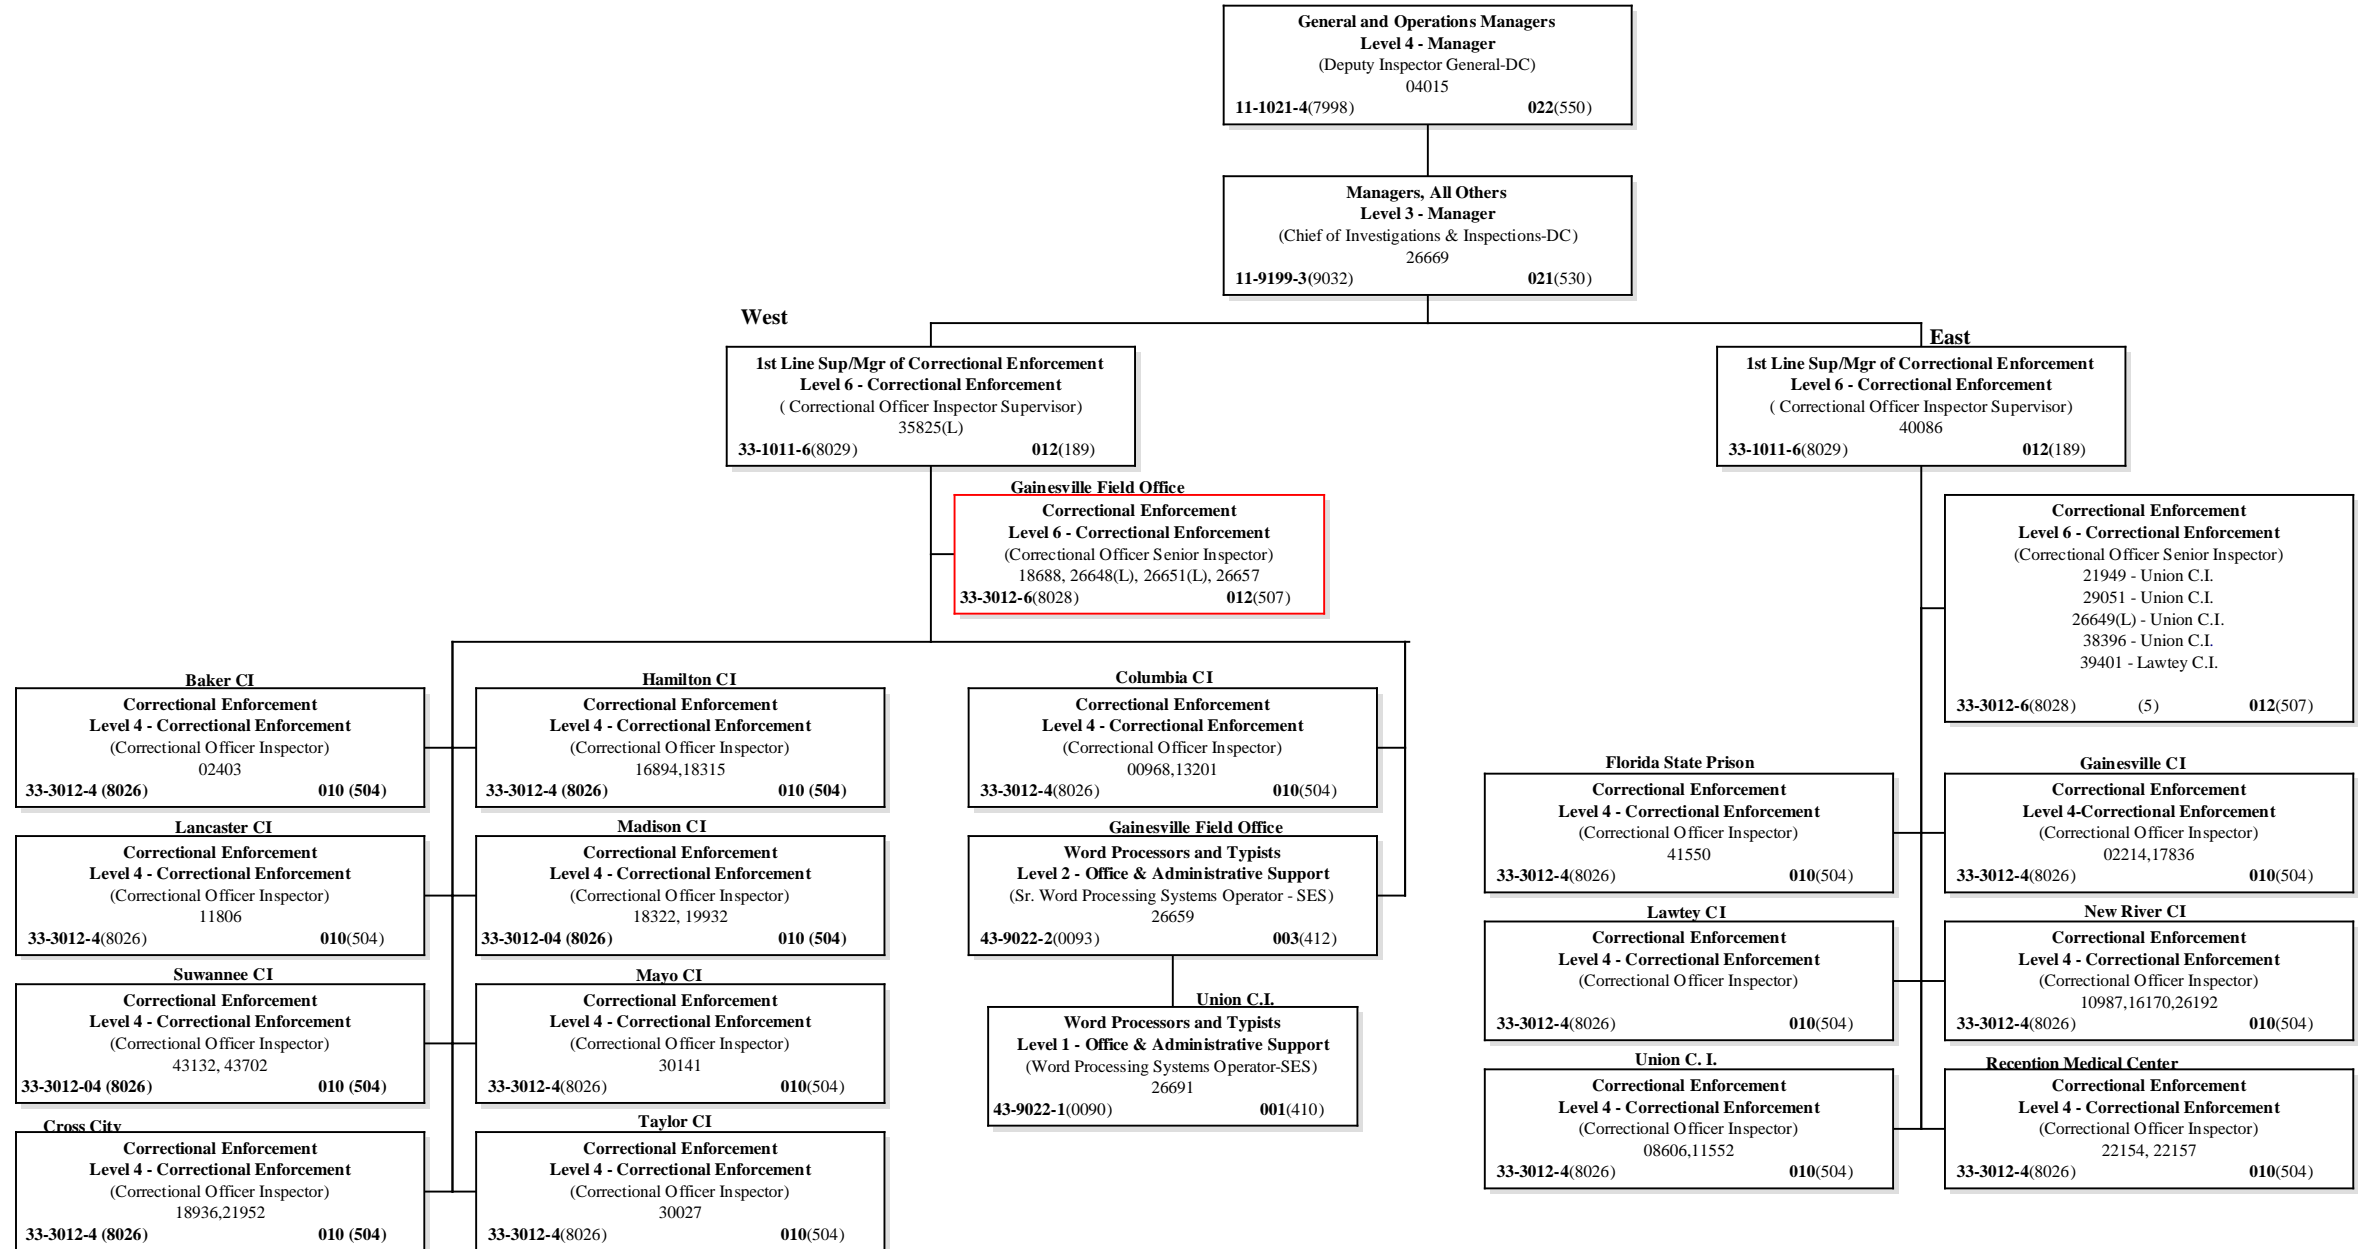 General and Operations Managers
Level 4 - Manager
(Deputy Inspector General-DC)
04015
11-1021-4(7998) 022(550)
Managers, All Others
Level 3 - Manager
(Chief of Investigations & Inspections-DC)
26669
11-9199-3(9032) 021(530)
West
1st Line Sup/Mgr of Correctional Enforcement
Level 6 - Correctional Enforcement
( Correctional Officer Inspector Supervisor)
35825(L)
33-1011-6(8029) 012(189)
East
1st Line Sup/Mgr of Correctional Enforcement
Level 6 - Correctional Enforcement
( Correctional Officer Inspector Supervisor)
40086
33-1011-6(8029) 012(189)
Gainesville Field Office
Correctional Enforcement
Level 6 - Correctional Enforcement
(Correctional Officer Senior Inspector)
18688, 26648(L), 26651(L), 26657
33-3012-6(8028) 012(507)
Correctional Enforcement
Level 6 - Correctional Enforcement
(Correctional Officer Senior Inspector)
21949 - Union C.I.
29051 - Union C.I.
26649(L) - Union C.I.
38396 - Union C.I.
39401 - Lawtey C.I.
33-3012-6(8028) (5) 012(507)
Baker CI
Correctional Enforcement
Level 4 - Correctional Enforcement
(Correctional Officer Inspector)
02403
33-3012-4 (8026) 010 (504)
Hamilton CI
Correctional Enforcement
Level 4 - Correctional Enforcement
(Correctional Officer Inspector)
16894,18315
33-3012-4 (8026) 010 (504)
Columbia CI
Correctional Enforcement
Level 4 - Correctional Enforcement
(Correctional Officer Inspector)
00968,13201
33-3012-4(8026) 010(504)
Lancaster CI
Correctional Enforcement
Level 4 - Correctional Enforcement
(Correctional Officer Inspector)
11806
33-3012-4(8026) 010(504)
Madison CI
Correctional Enforcement
Level 4 - Correctional Enforcement
(Correctional Officer Inspector)
18322, 19932
33-3012-04 (8026) 010 (504)
Gainesville Field Office
Word Processors and Typists
Level 2 - Office & Administrative Support
(Sr. Word Processing Systems Operator - SES)
26659
43-9022-2(0093) 003(412)
Suwannee CI
Correctional Enforcement
Level 4 - Correctional Enforcement
(Correctional Officer Inspector)
43132, 43702
33-3012-04 (8026) 010 (504)
Mayo CI
Correctional Enforcement
Level 4 - Correctional Enforcement
(Correctional Officer Inspector)
30141
33-3012-4(8026) 010(504)
Union C.I.
Word Processors and Typists
Level 1 - Office & Administrative Support
(Word Processing Systems Operator-SES)
26691
43-9022-1(0090) 001(410)
Cross City
Correctional Enforcement
Level 4 - Correctional Enforcement
(Correctional Officer Inspector)
18936,21952
33-3012-4 (8026) 010 (504)
Taylor CI
Correctional Enforcement
Level 4 - Correctional Enforcement
(Correctional Officer Inspector)
30027
33-3012-4(8026) 010(504)
Florida State Prison
Correctional Enforcement
Level 4 - Correctional Enforcement
(Correctional Officer Inspector)
41550
33-3012-4(8026) 010(504)
Gainesville CI
Correctional Enforcement
Level 4-Correctional Enforcement
(Correctional Officer Inspector)
02214,17836
33-3012-4(8026) 010(504)
Lawtey CI
Correctional Enforcement
Level 4 - Correctional Enforcement
(Correctional Officer Inspector)
33-3012-4(8026) 010(504)
New River CI
Correctional Enforcement
Level 4 - Correctional Enforcement
(Correctional Officer Inspector)
10987,16170,26192
33-3012-4(8026) 010(504)
Union C. I.
Correctional Enforcement
Level 4 - Correctional Enforcement
(Correctional Officer Inspector)
08606,11552
33-3012-4(8026) 010(504)
Reception Medical Center
Correctional Enforcement
Level 4 - Correctional Enforcement
(Correctional Officer Inspector)
22154, 22157
33-3012-4(8026) 010(504)